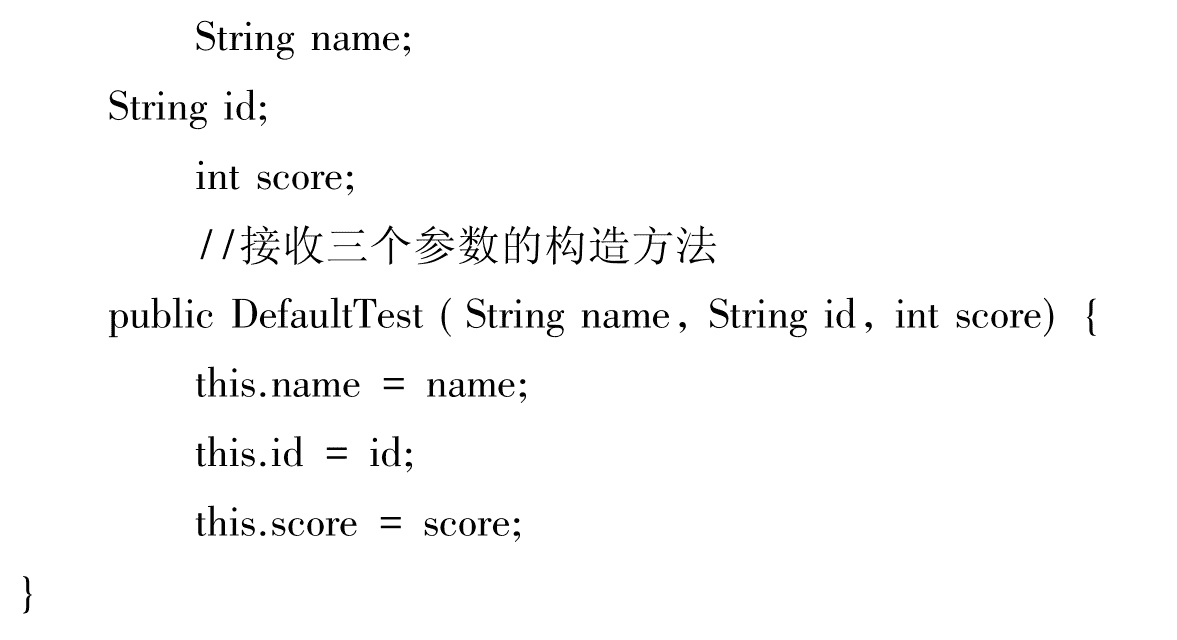 String name;
String id;
int score;
//接收三个参数的构造方法
public DefaultTest ( String name, String id, int score) {
this.name = name;
this.id = id;
this.score = score;
}